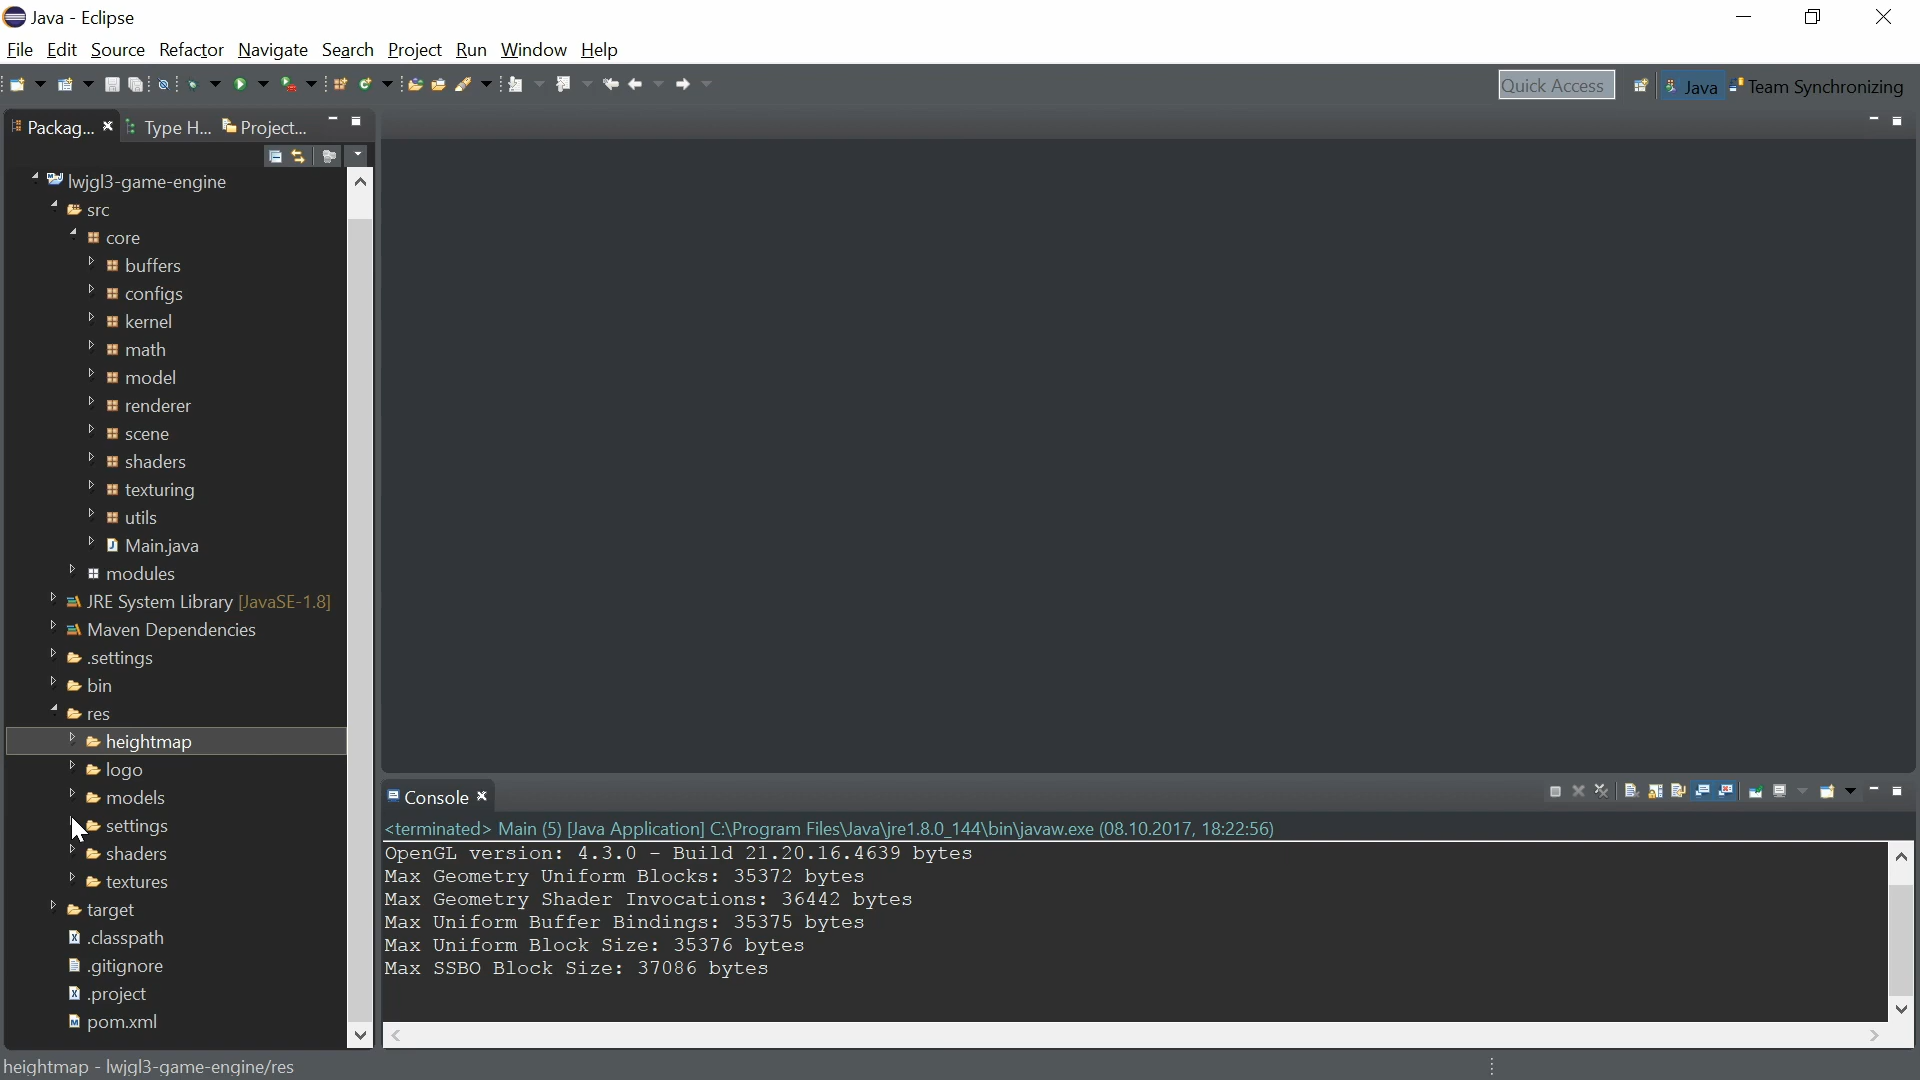 Java - Eclipse
File Edit Source Refactor Navigate Search Project Run Window Help
Quick Access Java Team Synchronizing
Packag... Type H... Project...
lwjgl3-game-engine
src
core
buffers
configs
kernel
math
model
renderer
scene
shaders
texturing
utils
Main.java
modules
JRE System Library [JavaSE-1.8]
Maven Dependencies
.settings
bin
res
heightmap
logo
models
settings
shaders
textures
target
.classpath
.gitignore
.project
pom.xml
Console
<terminated> Main (5) [Java Application] C:\Program Files\Java\jre1.8.0_144\bin\javaw.exe (08.10.2017, 18:22:56)
OpenGL version: 4.3.0 - Build 21.20.16.4639 bytes
Max Geometry Uniform Blocks: 35372 bytes
Max Geometry Shader Invocations: 36442 bytes
Max Uniform Buffer Bindings: 35375 bytes
Max Uniform Block Size: 35376 bytes
Max SSBO Block Size: 37086 bytes
heightmap - lwjgl3-game-engine/res